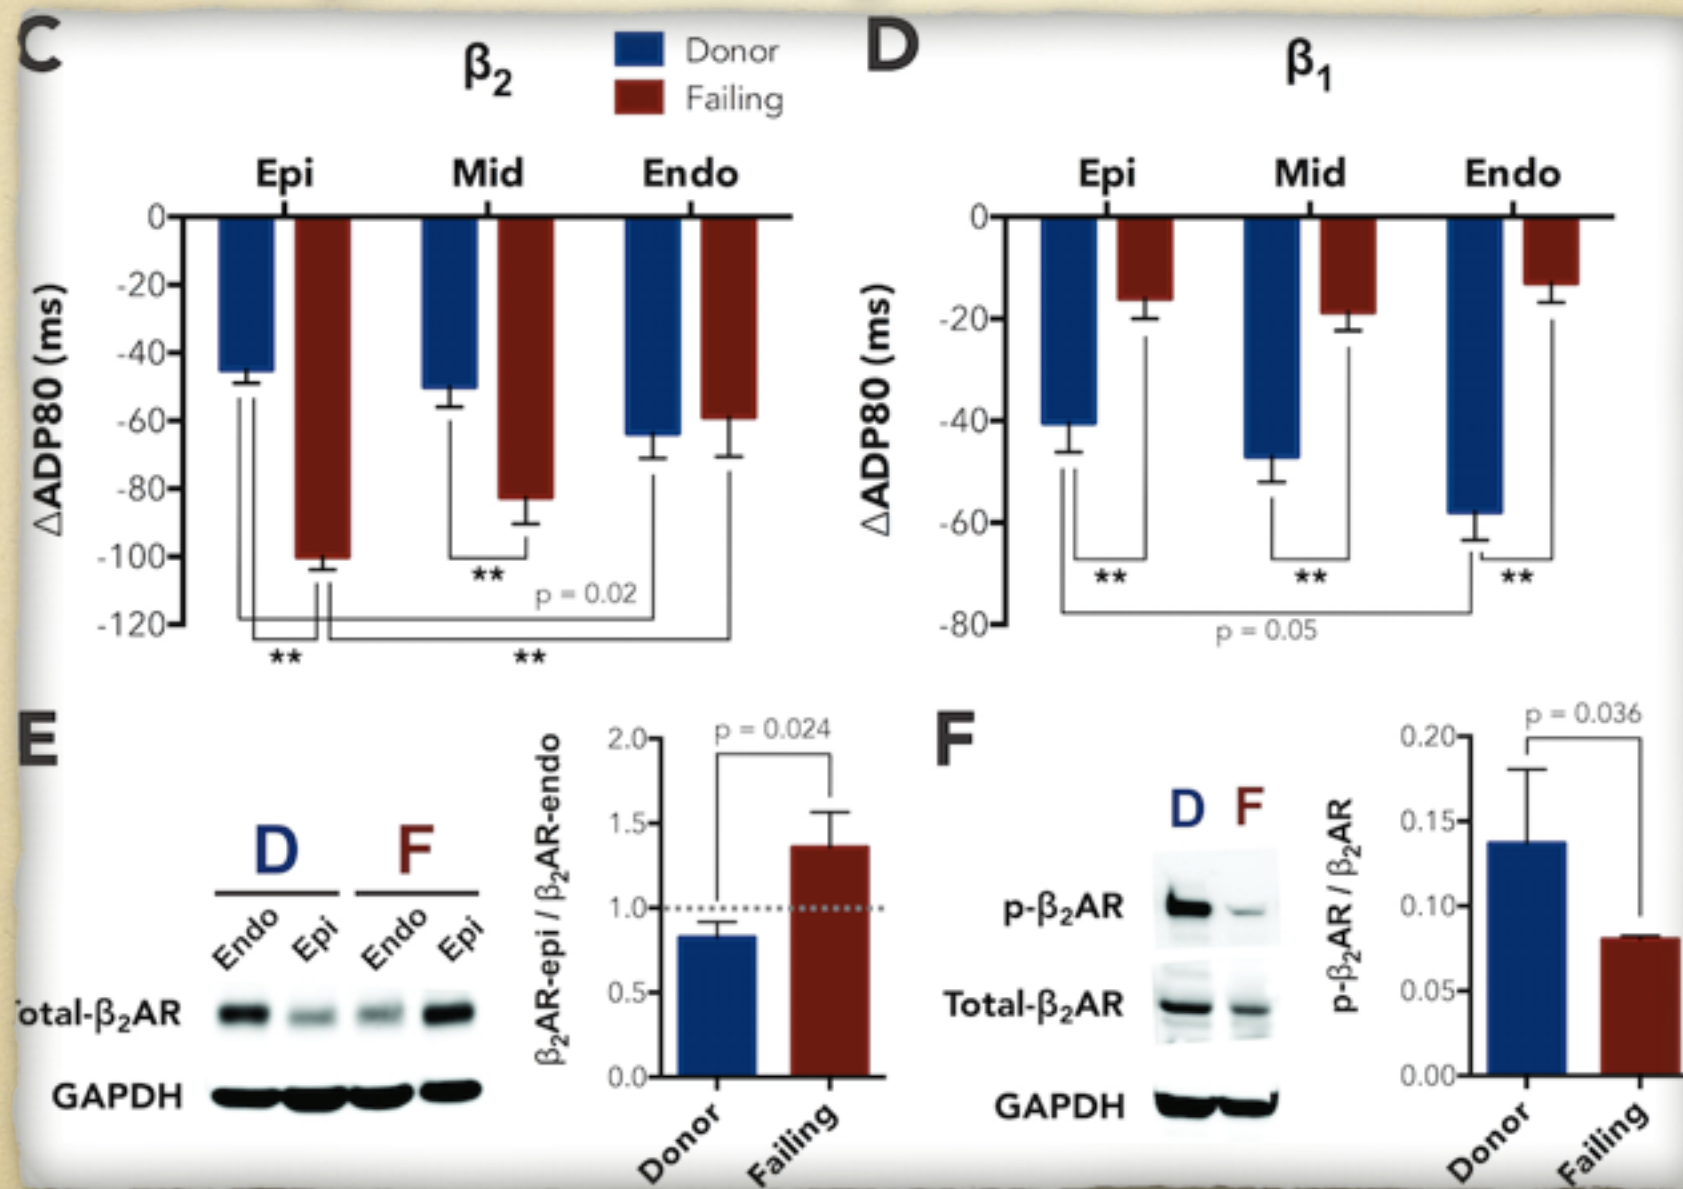 C
β2
Donor
Failing
Epi Mid Endo
0
-20
-40
-60
-80
-100
-120
ΔADP80 (ms)
**
p = 0.02
** **
D
β1
Epi Mid Endo
0
-20
-40
-60
-80
ΔADP80 (ms)
** ** **
p = 0.05
E
D F
Endo Epi Endo Epi
otal-β2AR
GAPDH
β2AR-epi / β2AR-endo
p = 0.024
2.0
1.5
1.0
0.5
0.0
Donor Failing
F
D F
p-β2AR
Total-β2AR
GAPDH
p-β2AR / β2AR
p = 0.036
0.20
0.15
0.10
0.05
0.00
Donor Failing